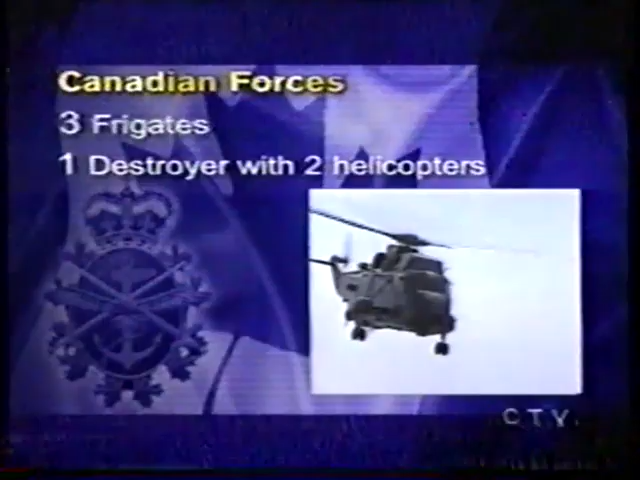 Canadian Forces
3 Frigates
1 Destroyer with 2 helicopters
CTV